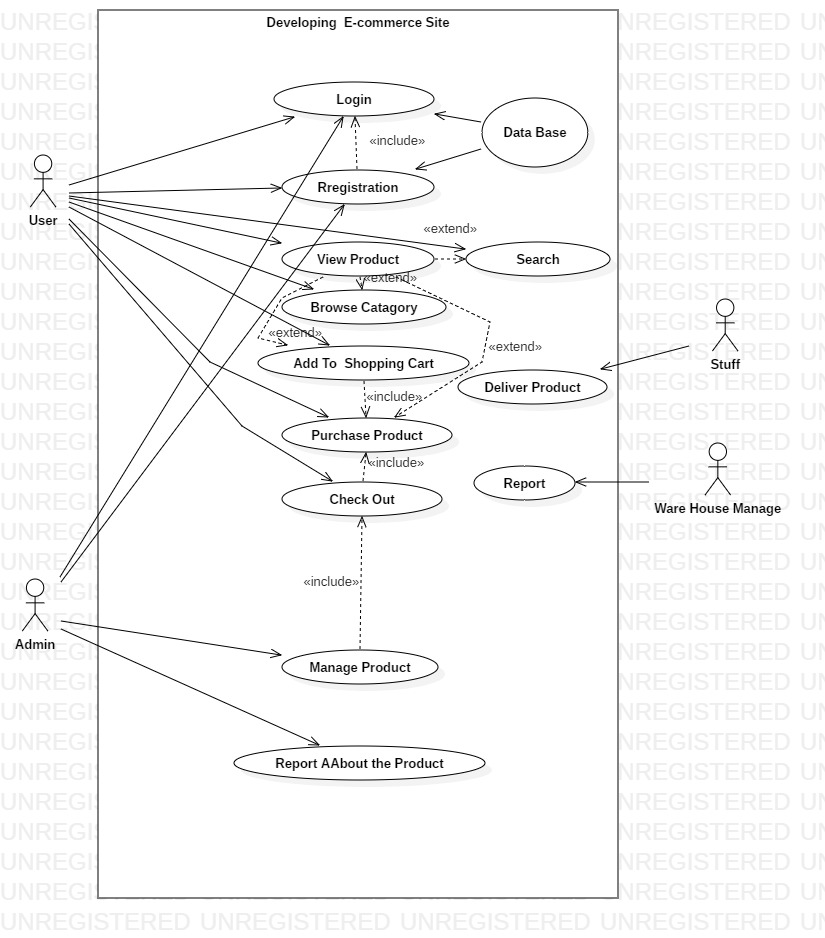 Developing E-commerce Site
Login
Data Base
«include»
User
Rregistration
«extend»
View Product
Search
«extend»
Browse Catagory
«extend»
«extend»
Add To Shopping Cart
Stuff
Deliver Product
«include»
Purchase Product
«include»
Report
Check Out
Ware House Manage
«include»
Admin
Manage Product
Report AAbout the Product
UNREGISTERED UNREGISTERED UNREGISTERED UNREGISTERED